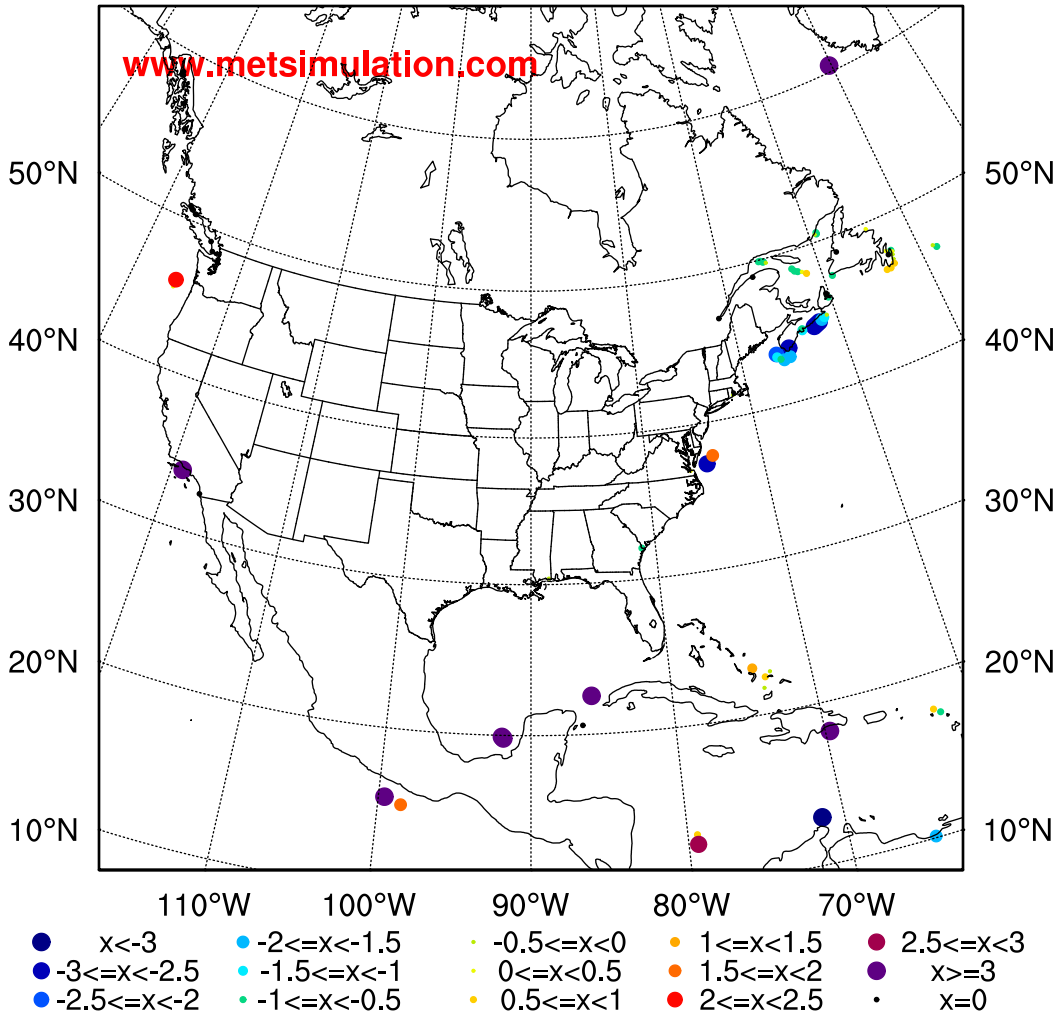 www.metsimulation.com
50°N 50°N
40°N 40°N
30°N 30°N
20°N 20°N
10°N 10°N
110°W 100°W 90°W 80°W 70°W
x<-3 -2<=x<-1.5 -0.5<=x<0 1<=x<1.5 2.5<=x<3
-3<=x<-2.5 -1.5<=x<-1 0<=x<0.5 1.5<=x<2 x>=3
-2.5<=x<-2 -1<=x<-0.5 0.5<=x<1 2<=x<2.5 x=0